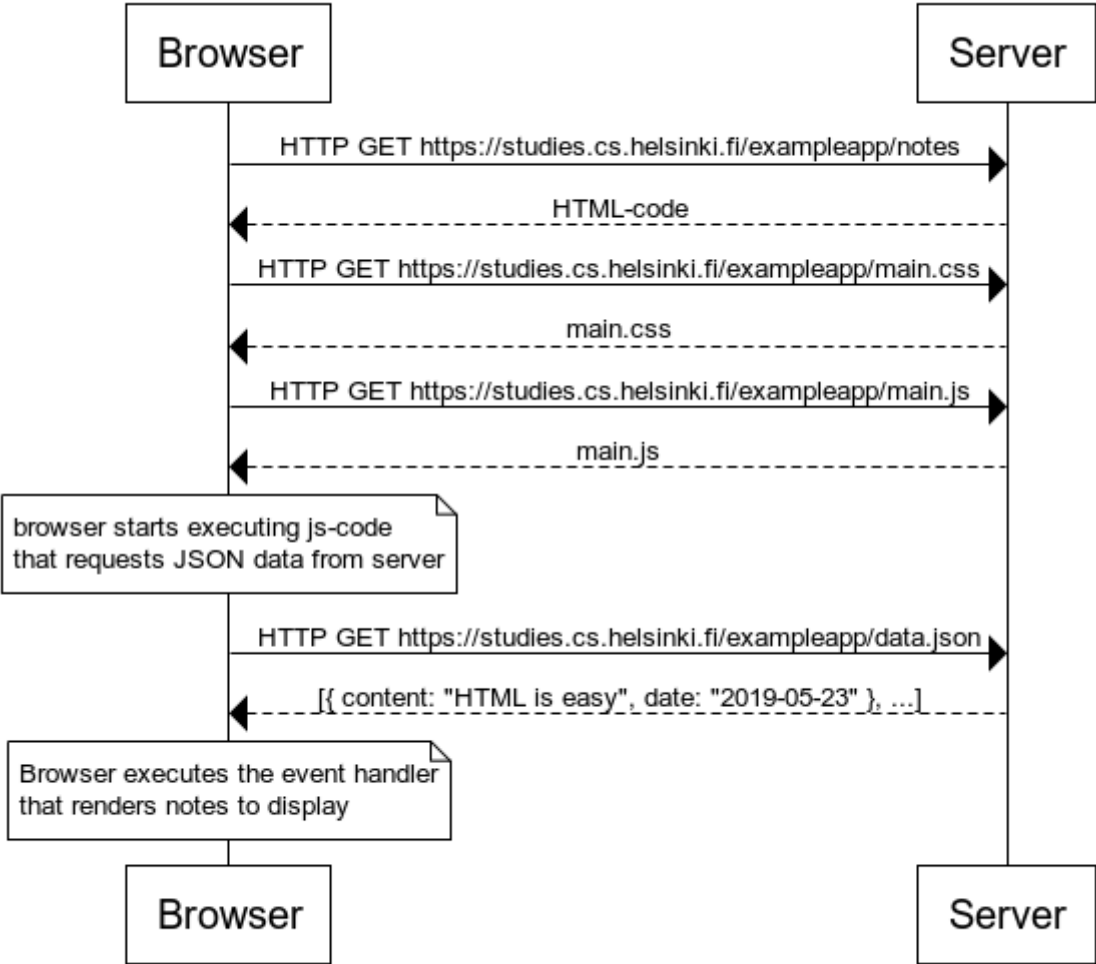 Browser
Server
HTTP GET https://studies.cs.helsinki.fi/exampleapp/notes
HTML-code
HTTP GET https://studies.cs.helsinki.fi/exampleapp/main.css
main.css
HTTP GET https://studies.cs.helsinki.fi/exampleapp/main.js
main.js
browser starts executing js-code
that requests JSON data from server
HTTP GET https://studies.cs.helsinki.fi/exampleapp/data.json
[{ content: "HTML is easy", date: "2019-05-23" }, ...]
Browser executes the event handler
that renders notes to display
Browser
Server